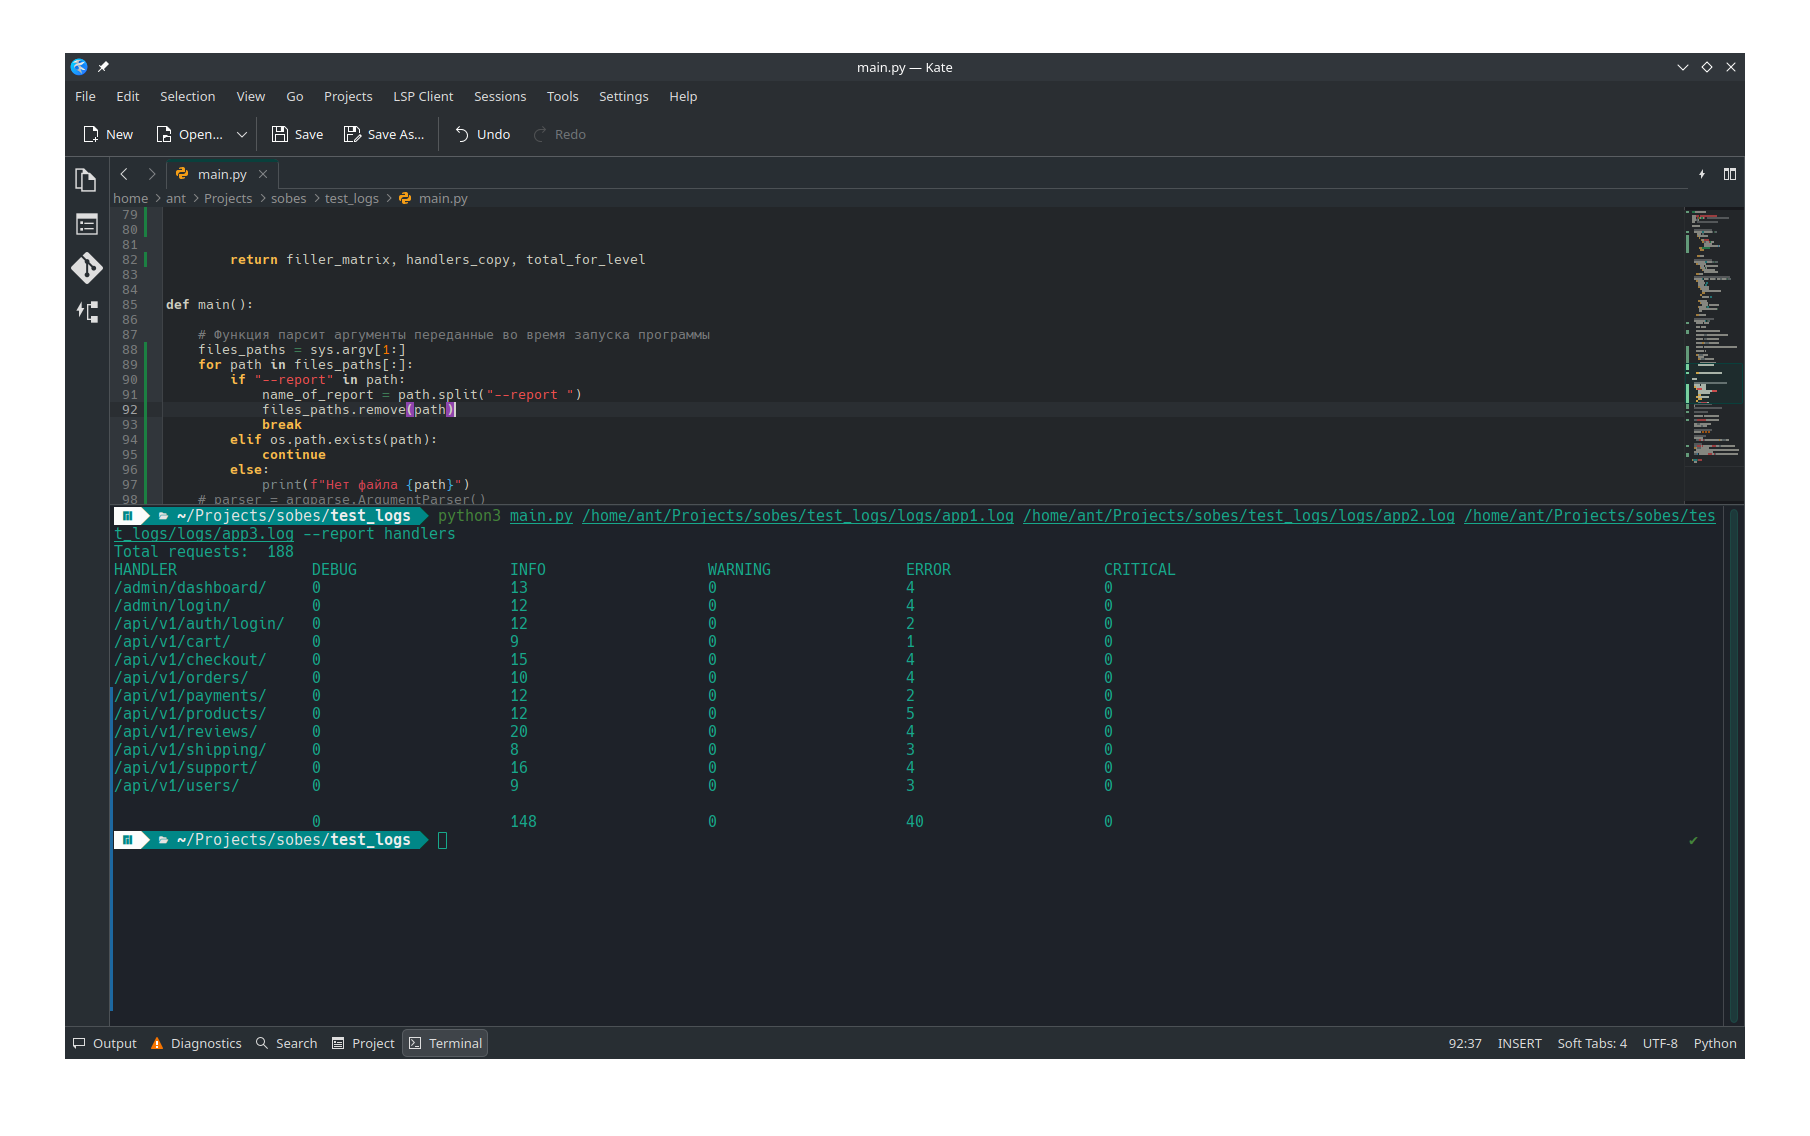 main.py — Kate
File Edit Selection View Go Projects LSP Client Sessions Tools Settings Help
New Open... Save Save As... Undo Redo
main.py
home > ant > Projects > sobes > test_logs > main.py
79
80
81
82 return filler_matrix, handlers_copy, total_for_level
83
84
85 def main():
86
87 # Функция парсит аргументы переданные во время запуска программы
88 files_paths = sys.argv[1:]
89 for path in files_paths[:]:
90 if "--report" in path:
91 name_of_report = path.split("--report ")
92 files_paths.remove(path)
93 break
94 elif os.path.exists(path):
95 continue
96 else:
97 print(f"Нет файла {path}")
98 # parser = argparse.ArgumentParser()
~/Projects/sobes/test_logs python3 main.py /home/ant/Projects/sobes/test_logs/logs/app1.log /home/ant/Projects/sobes/test_logs/logs/app2.log /home/ant/Projects/sobes/tes
t_logs/logs/app3.log --report handlers
Total requests:  188
HANDLER DEBUG INFO WARNING ERROR CRITICAL
/admin/dashboard/ 0 13 0 4 0
/admin/login/ 0 12 0 4 0
/api/v1/auth/login/ 0 12 0 2 0
/api/v1/cart/ 0 9 0 1 0
/api/v1/checkout/ 0 15 0 4 0
/api/v1/orders/ 0 10 0 4 0
/api/v1/payments/ 0 12 0 2 0
/api/v1/products/ 0 12 0 5 0
/api/v1/reviews/ 0 20 0 4 0
/api/v1/shipping/ 0 8 0 3 0
/api/v1/support/ 0 16 0 4 0
/api/v1/users/ 0 9 0 3 0
0 148 0 40 0
~/Projects/sobes/test_logs
Output Diagnostics Search Project Terminal 92:37 INSERT Soft Tabs: 4 UTF-8 Python